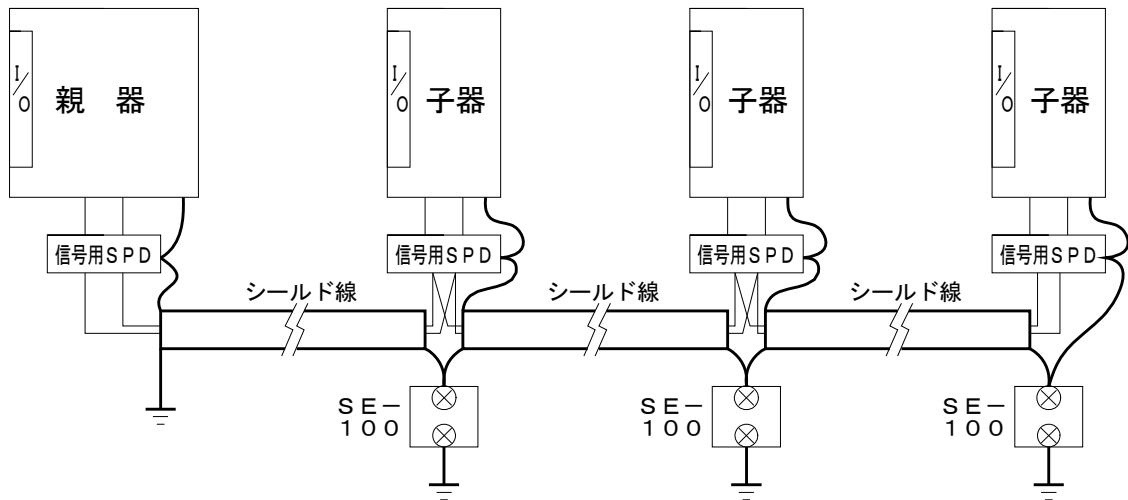 I/O
親 器
I/O
子器
I/O
子器
I/O
子器
信号用SPD
信号用SPD
信号用SPD
信号用SPD
シールド線
シールド線
シールド線
SE−
100
SE−
100
SE−
100